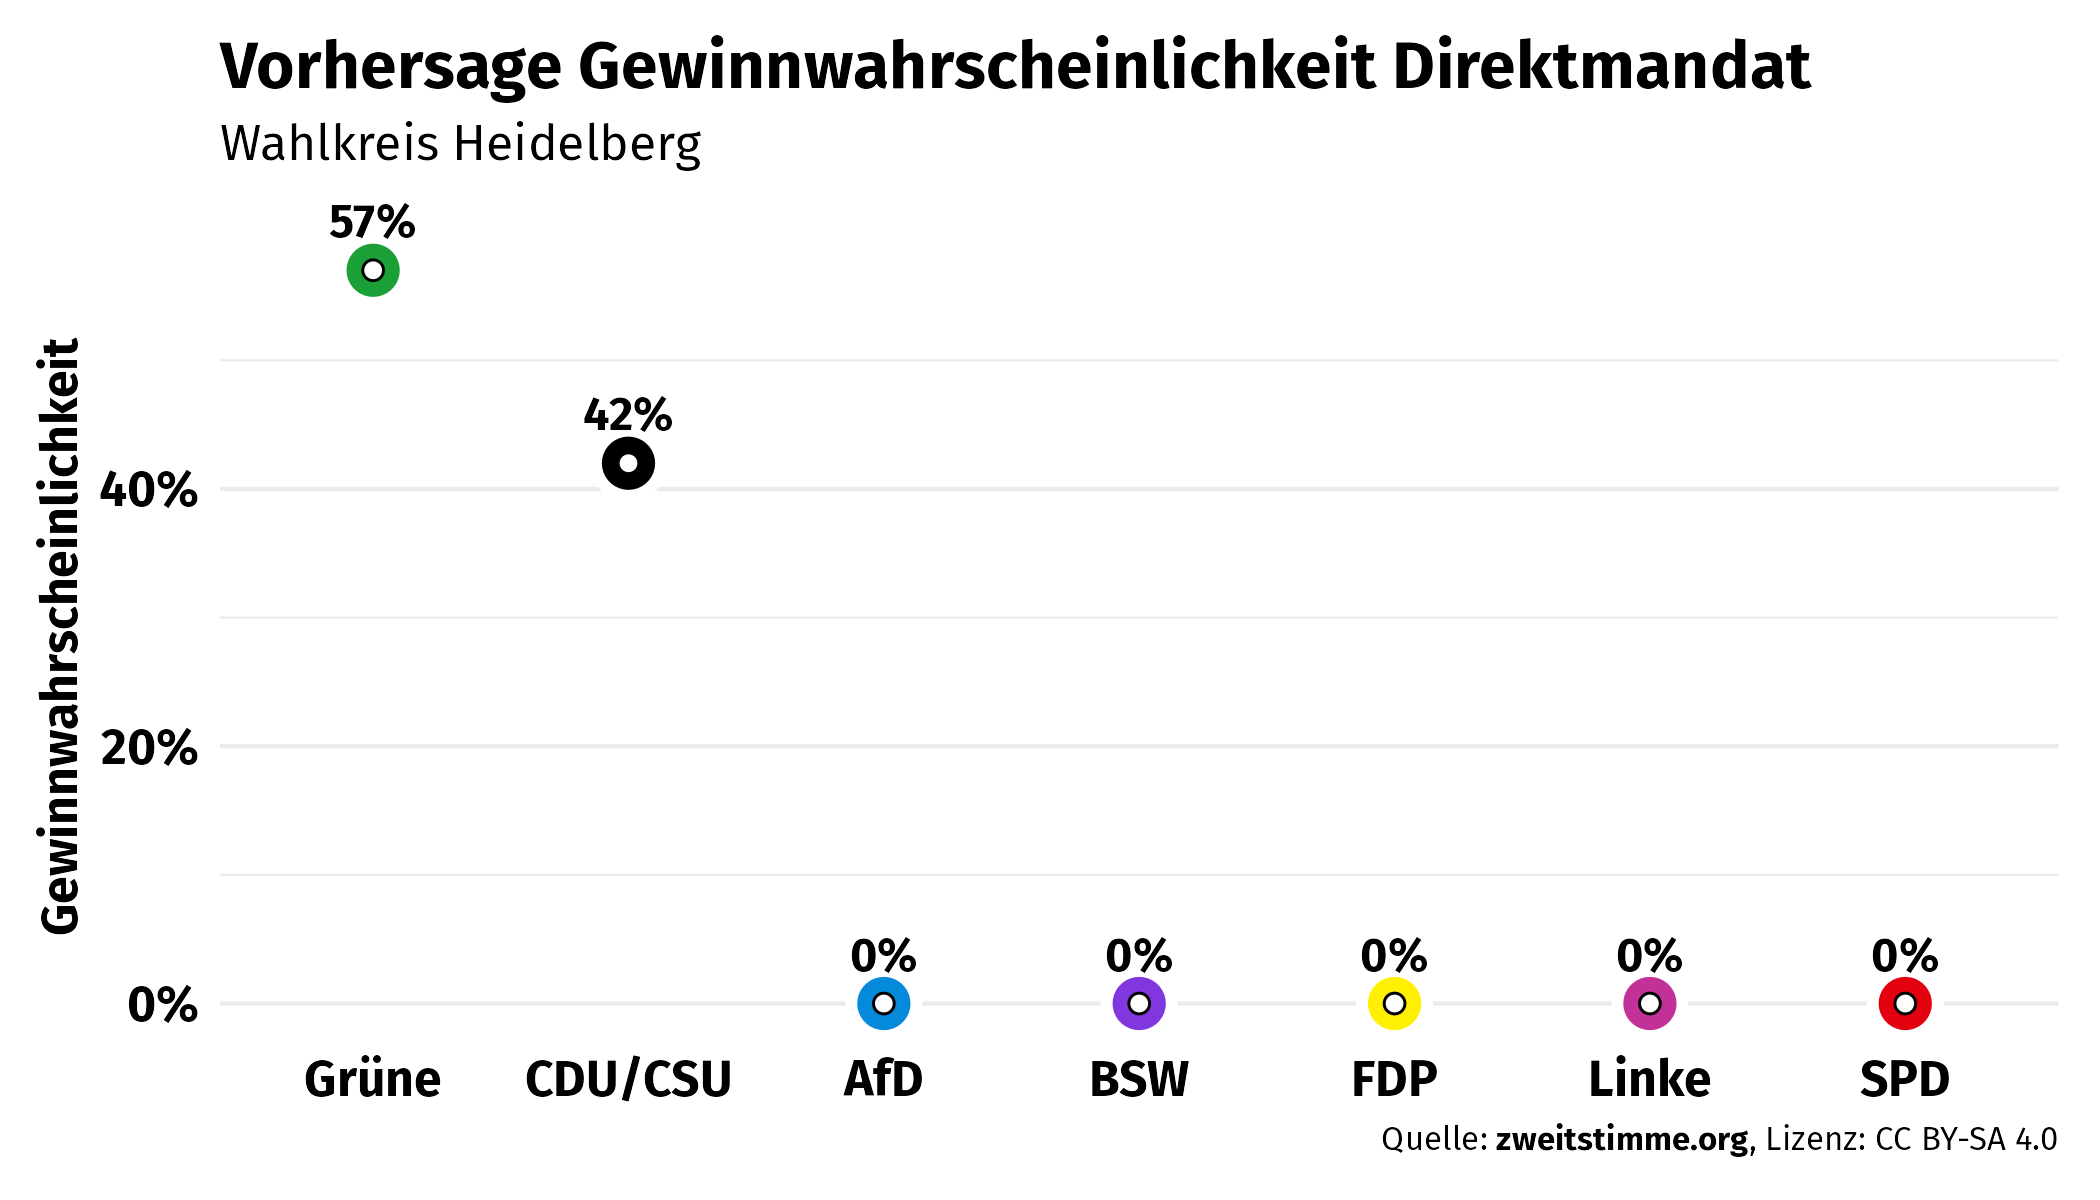 Vorhersage Gewinnwahrscheinlichkeit Direktmandat
Wahlkreis Heidelberg
Gewinnwahrscheinlichkeit
57%
42%
40%
20%
0% 0% 0% 0% 0%
0%
Grüne CDU/CSU AfD BSW FDP Linke SPD
Quelle: zweitstimme.org, Lizenz: CC BY-SA 4.0